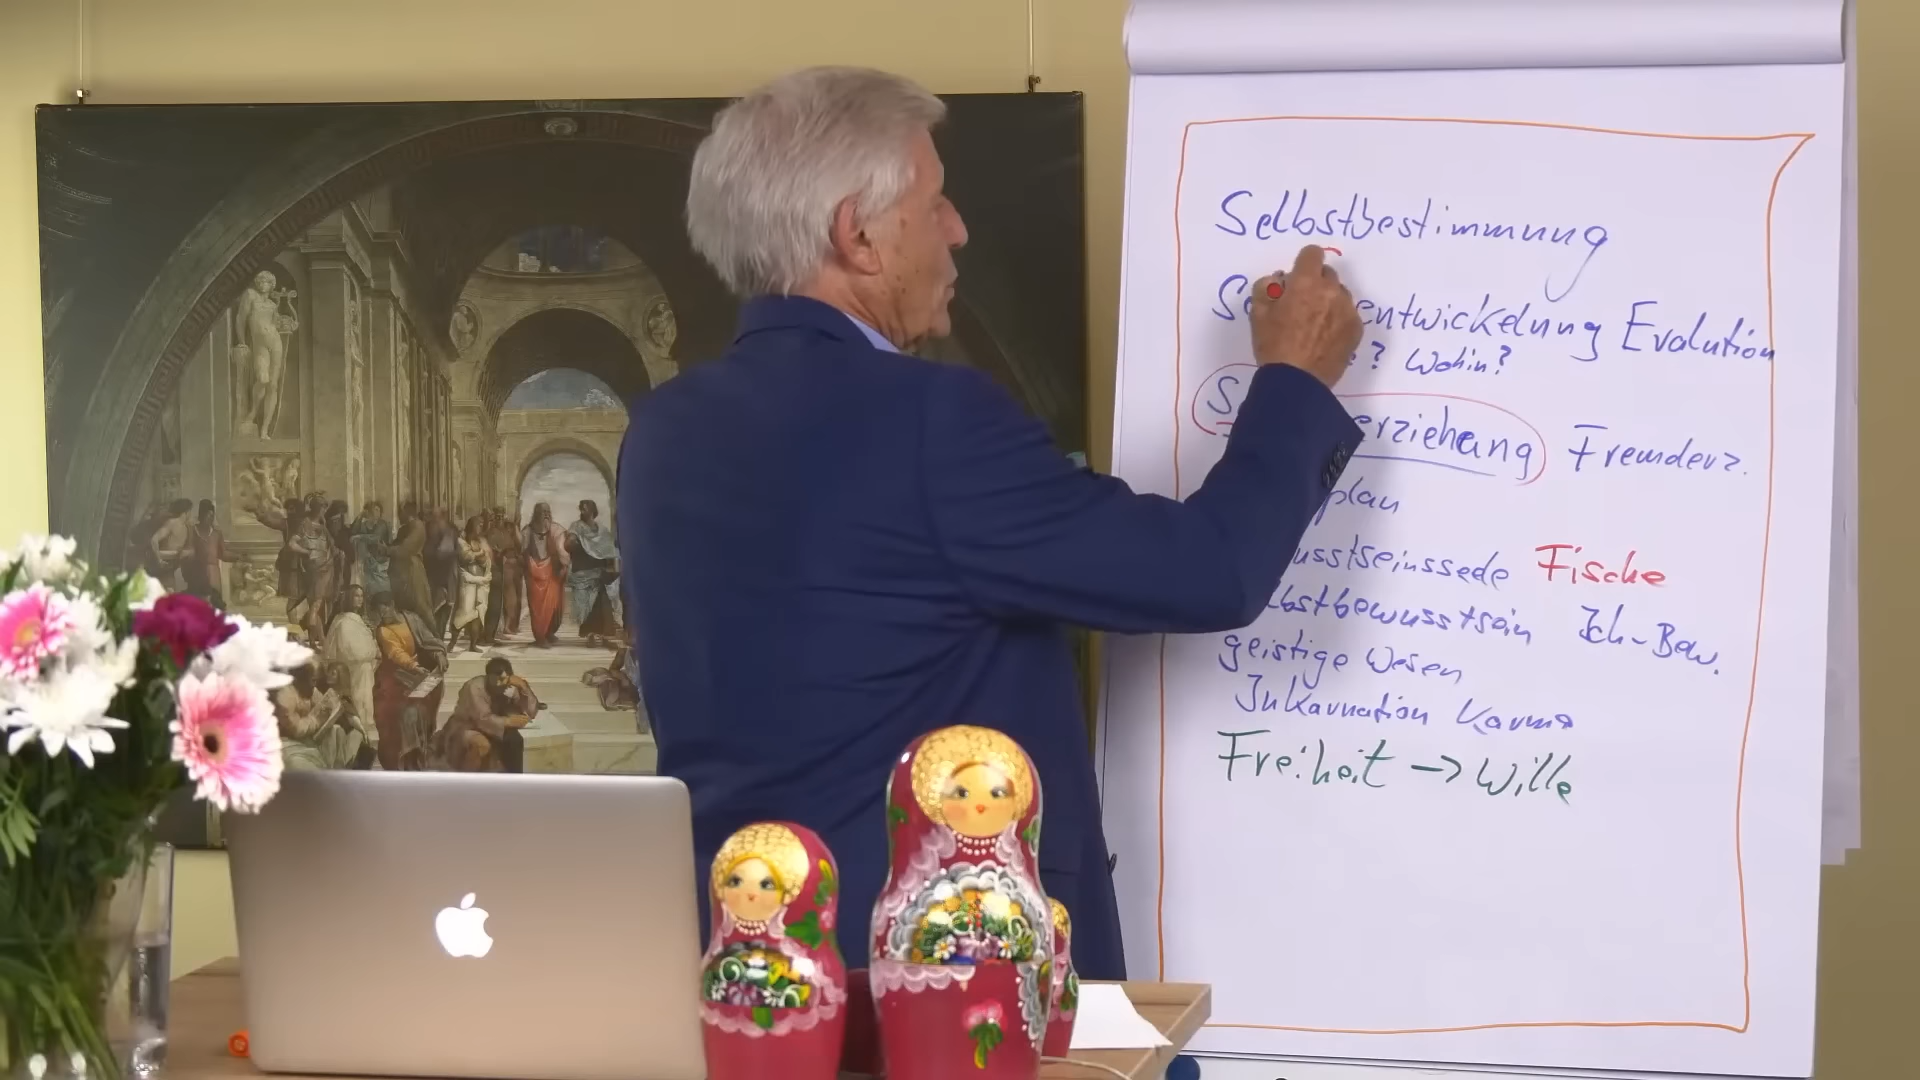 Selbstbestimmung
entwickelung Evolution
? Wohin?
erziehung Fremderz.
plan
usstseinssede Fische
lbstbewusstsein Ich-Bew.
geistige Wesen
Inkarnation Karma
Freiheit → Wille